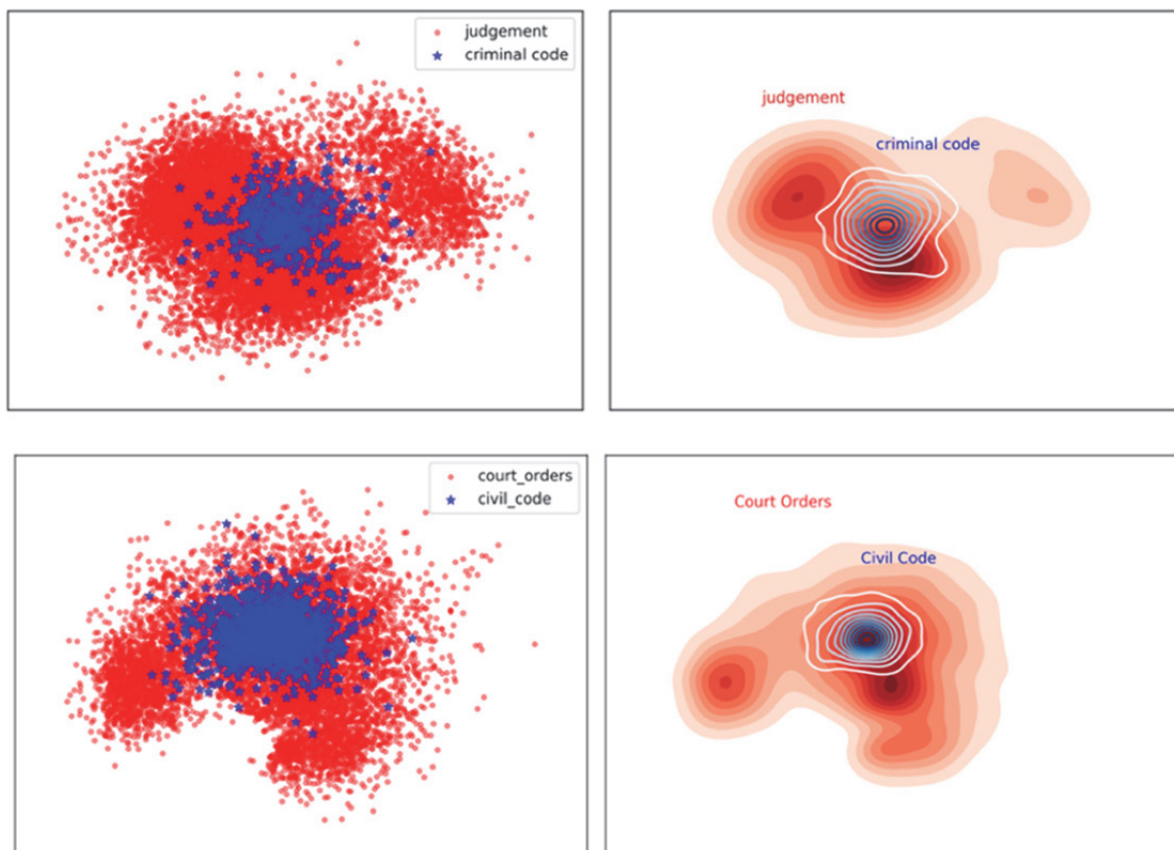 judgement
criminal code
judgement
criminal code
court_orders
civil_code
Court Orders
Civil Code